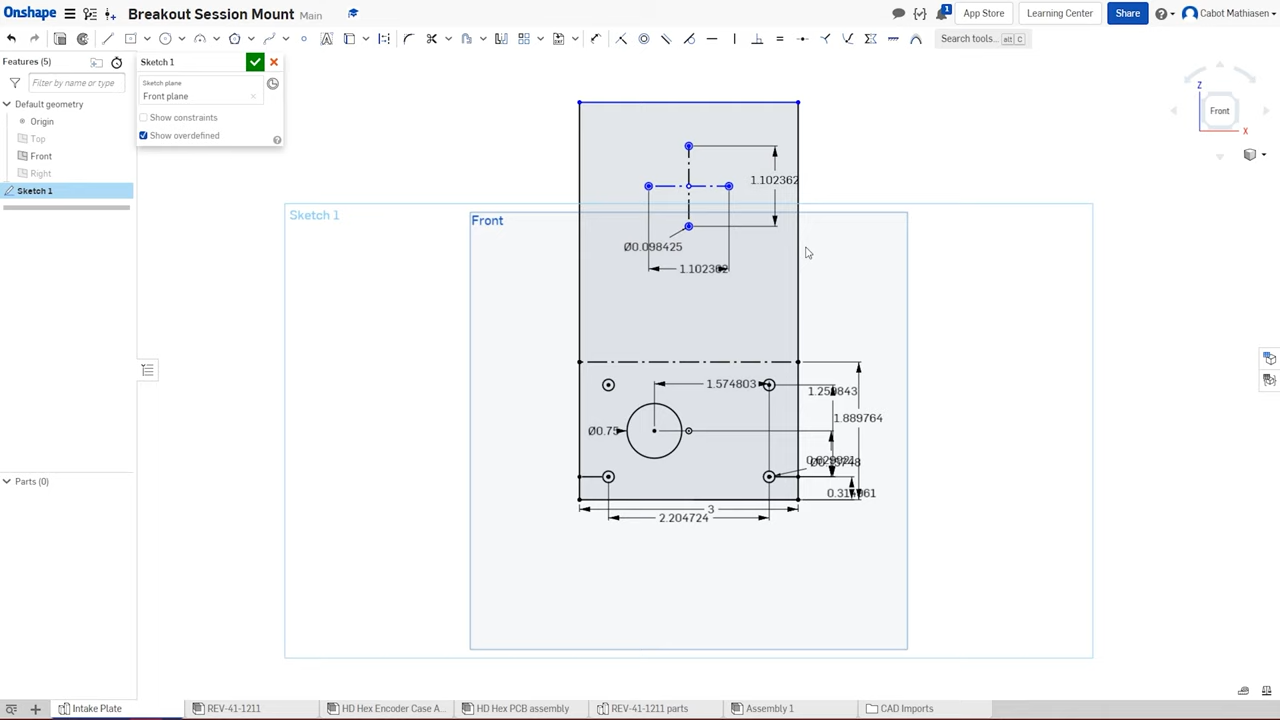 Onshape Breakout Session Mount Main 1 App Store Learning Center Share Cabot Mathiasen
Search tools... alt C
Features (5)
Filter by name or type
Default geometry
Origin
Top
Front
Right
Sketch 1
Parts (0)
Sketch 1
Sketch plane
Front plane
Show constraints
Show overdefined
Z
Front
X
Sketch 1
Front
1.102362
Ø0.098425
1.102362
1.574803
1.259843
1.889764
Ø0.75
0.314961
3
2.204724
Intake Plate REV-41-1211 HD Hex Encoder Case A... HD Hex PCB assembly REV-41-1211 parts Assembly 1 CAD Imports